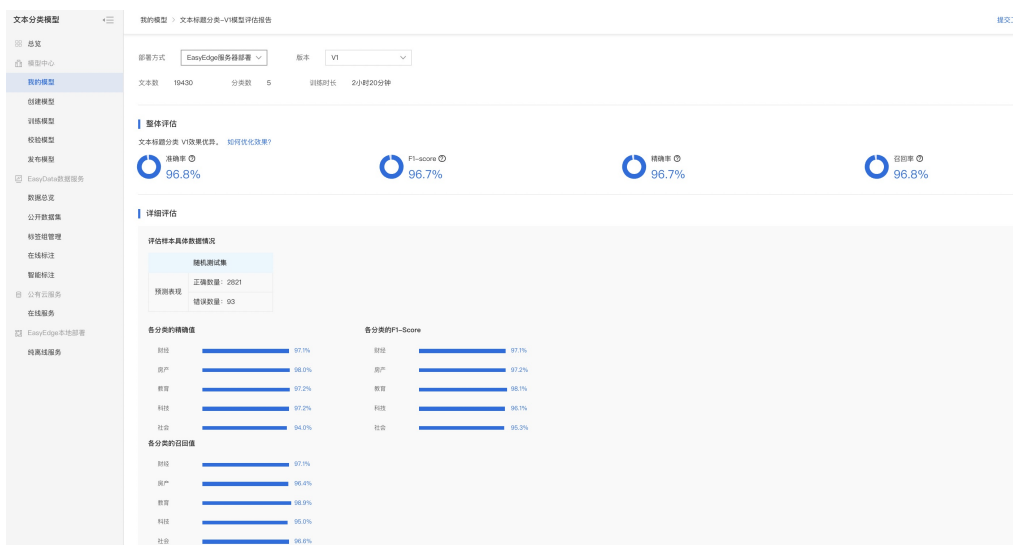 文本分类模型
总览
模型中心
我的模型
创建模型
训练模型
校验模型
发布模型
EasyData数据服务
数据总览
公开数据集
标签组管理
在线标注
智能标注
公有云服务
在线服务
EasyEdge本地部署
纯离线服务
我的模型 > 文本标题分类-V1模型评估报告
提交工
部署方式 EasyEdge服务器部署 版本 V1
文本数 19430 分类数 5 训练时长 2小时20分钟
整体评估
文本标题分类 V1效果优异。 如何优化效果?
准确率 F1-score 精确率 召回率
96.8% 96.7% 96.7% 96.8%
详细评估
评估样本具体数据情况
随机测试集
预测表现
正确数量：2821
错误数量：93
各分类的精确值
财经 97.1%
房产 98.0%
教育 97.2%
科技 97.2%
社会 94.0%
各分类的F1-Score
财经 97.1%
房产 97.2%
教育 98.1%
科技 96.1%
社会 95.3%
各分类的召回值
财经 97.1%
房产 96.4%
教育 98.9%
科技 95.0%
社会 96.8%